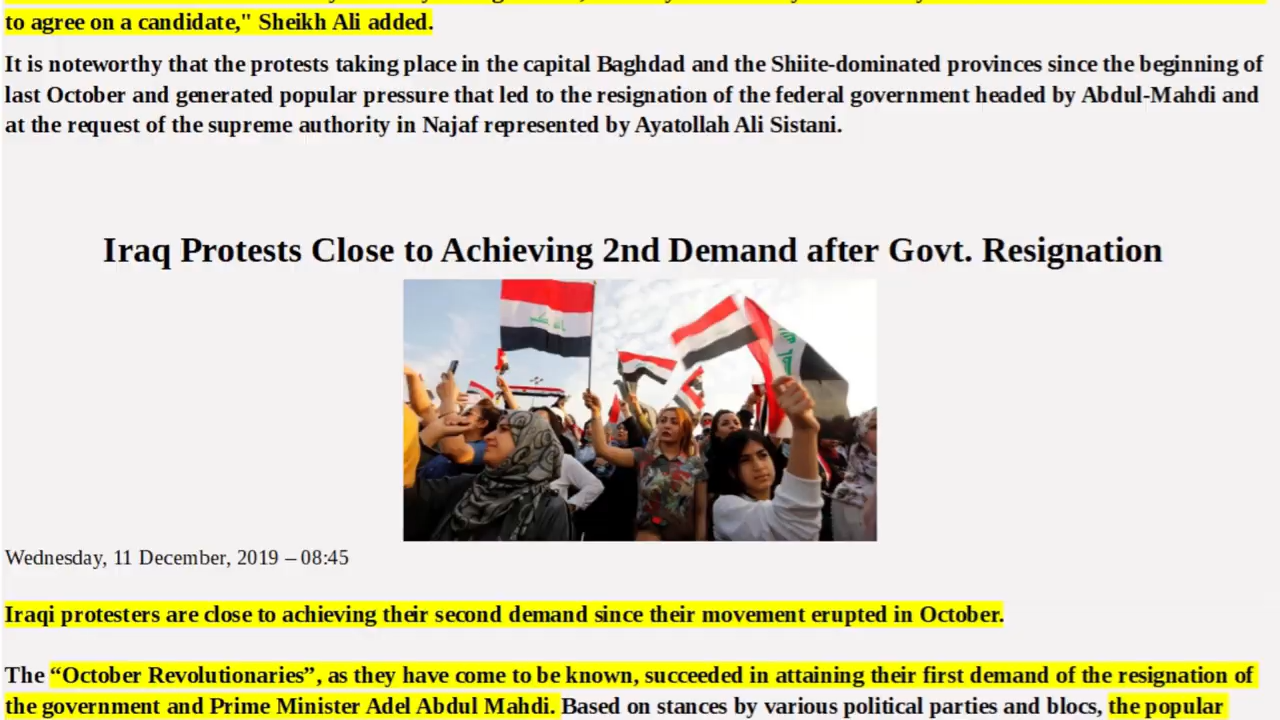 to agree on a candidate," Sheikh Ali added.
It is noteworthy that the protests taking place in the capital Baghdad and the Shiite-dominated provinces since the beginning of
last October and generated popular pressure that led to the resignation of the federal government headed by Abdul-Mahdi and
at the request of the supreme authority in Najaf represented by Ayatollah Ali Sistani.
Iraq Protests Close to Achieving 2nd Demand after Govt. Resignation
Wednesday, 11 December, 2019 – 08:45
Iraqi protesters are close to achieving their second demand since their movement erupted in October.
The “October Revolutionaries”, as they have come to be known, succeeded in attaining their first demand of the resignation of
the government and Prime Minister Adel Abdul Mahdi. Based on stances by various political parties and blocs, the popular